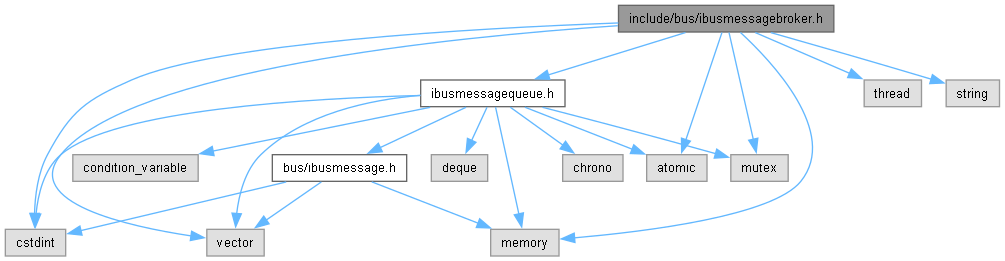 include/bus/ibusmessagebroker.h
ibusmessagequeue.h
thread
string
condition_variable
bus/ibusmessage.h
deque
chrono
atomic
mutex
cstdint
vector
memory